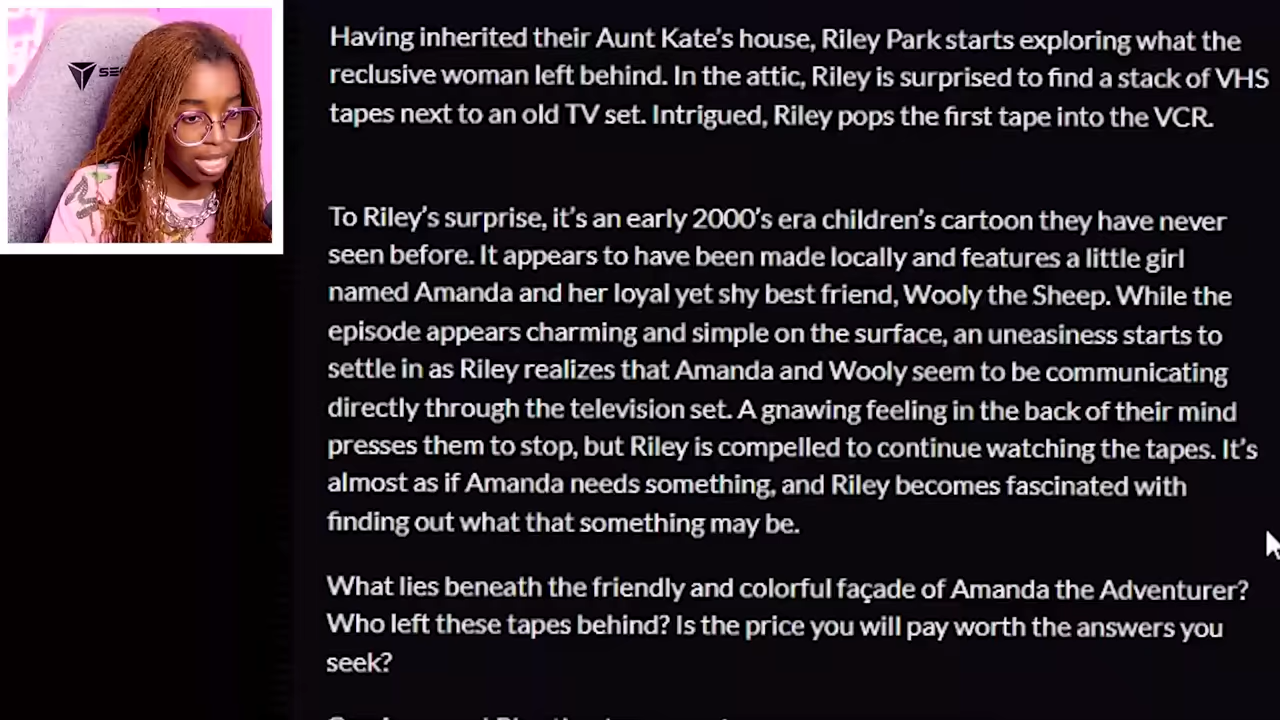 SEC
Having inherited their Aunt Kate's house, Riley Park starts exploring what the
reclusive woman left behind. In the attic, Riley is surprised to find a stack of VHS
tapes next to an old TV set. Intrigued, Riley pops the first tape into the VCR.
To Riley's surprise, it's an early 2000's era children's cartoon they have never
seen before. It appears to have been made locally and features a little girl
named Amanda and her loyal yet shy best friend, Wooly the Sheep. While the
episode appears charming and simple on the surface, an uneasiness starts to
settle in as Riley realizes that Amanda and Wooly seem to be communicating
directly through the television set. A gnawing feeling in the back of their mind
presses them to stop, but Riley is compelled to continue watching the tapes. It's
almost as if Amanda needs something, and Riley becomes fascinated with
finding out what that something may be.
What lies beneath the friendly and colorful façade of Amanda the Adventurer?
Who left these tapes behind? Is the price you will pay worth the answers you
seek?